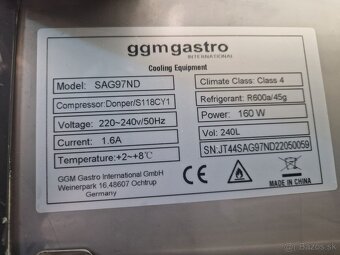 ggmgastro
INTERNATIONAL
Cooling Equipment
Model: SAG97ND
Climate Class: Class 4
Compressor:Donper/S118CY1
Refrigerant: R600a/45g
Voltage: 220~240v/50Hz
Power: 160 W
Current: 1.6A
Vol: 240L
Temperature:+2~+8℃
SN:JT44SAG97ND22050059
GGM Gastro International GmbH
Weinerpark 16,48607 Ochtrup
Germany
CE
MADE IN CHINA
bazos.sk